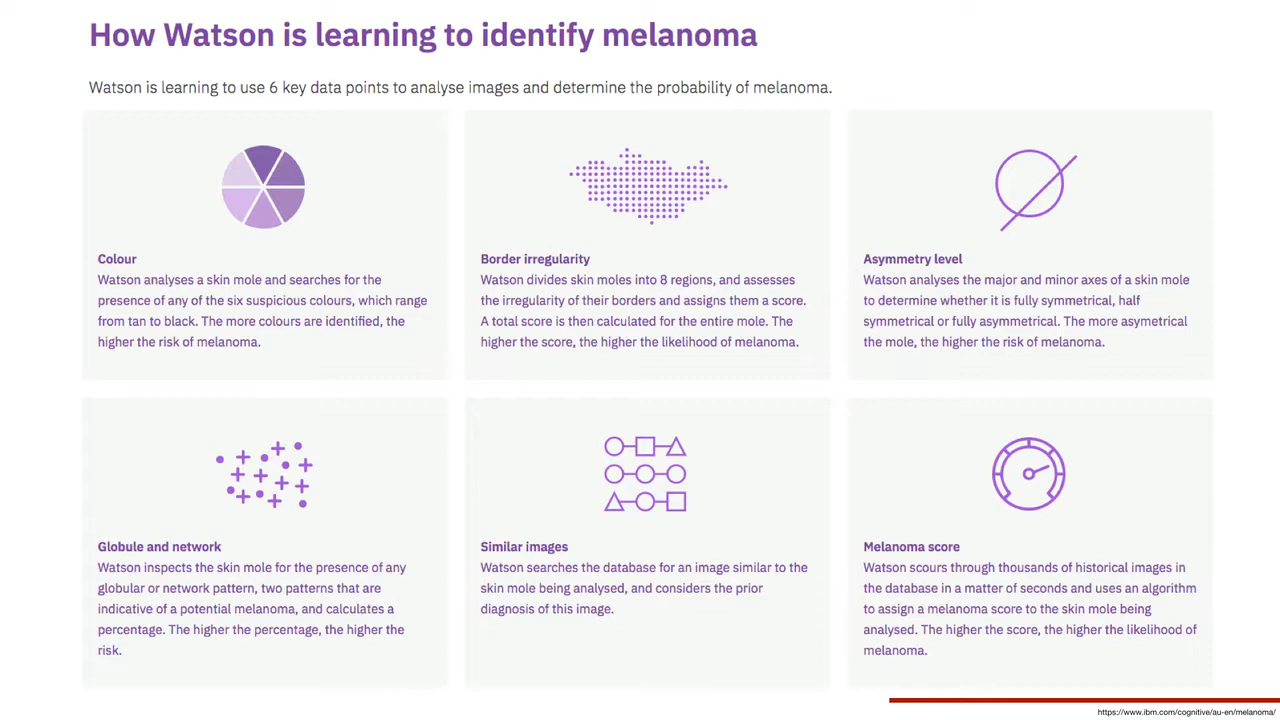 How Watson is learning to identify melanoma
Watson is learning to use 6 key data points to analyse images and determine the probability of melanoma.
Colour
Watson analyses a skin mole and searches for the
presence of any of the six suspicious colours, which range
from tan to black. The more colours are identified, the
higher the risk of melanoma.
Border irregularity
Watson divides skin moles into 8 regions, and assesses
the irregularity of their borders and assigns them a score.
A total score is then calculated for the entire mole. The
higher the score, the higher the likelihood of melanoma.
Asymmetry level
Watson analyses the major and minor axes of a skin mole
to determine whether it is fully symmetrical, half
symmetrical or fully asymmetrical. The more asymetrical
the mole, the higher the risk of melanoma.
Globule and network
Watson inspects the skin mole for the presence of any
globular or network pattern, two patterns that are
indicative of a potential melanoma, and calculates a
percentage. The higher the percentage, the higher the
risk.
Similar images
Watson searches the database for an image similar to the
skin mole being analysed, and considers the prior
diagnosis of this image.
Melanoma score
Watson scours through thousands of historical images in
the database in a matter of seconds and uses an algorithm
to assign a melanoma score to the skin mole being
analysed. The higher the score, the higher the likelihood of
melanoma.
https://www.ibm.com/cognitive/au-en/melanoma/